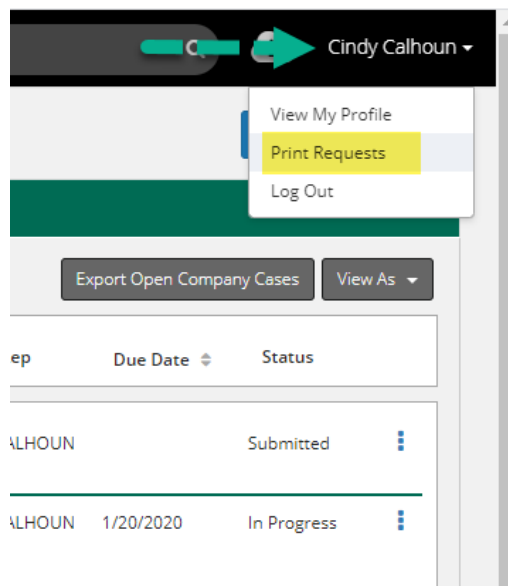 Cindy Calhoun
View My Profile
Print Requests
Log Out
Export Open Company Cases View As
ep Due Date Status
ALHOUN Submitted
ALHOUN 1/20/2020 In Progress